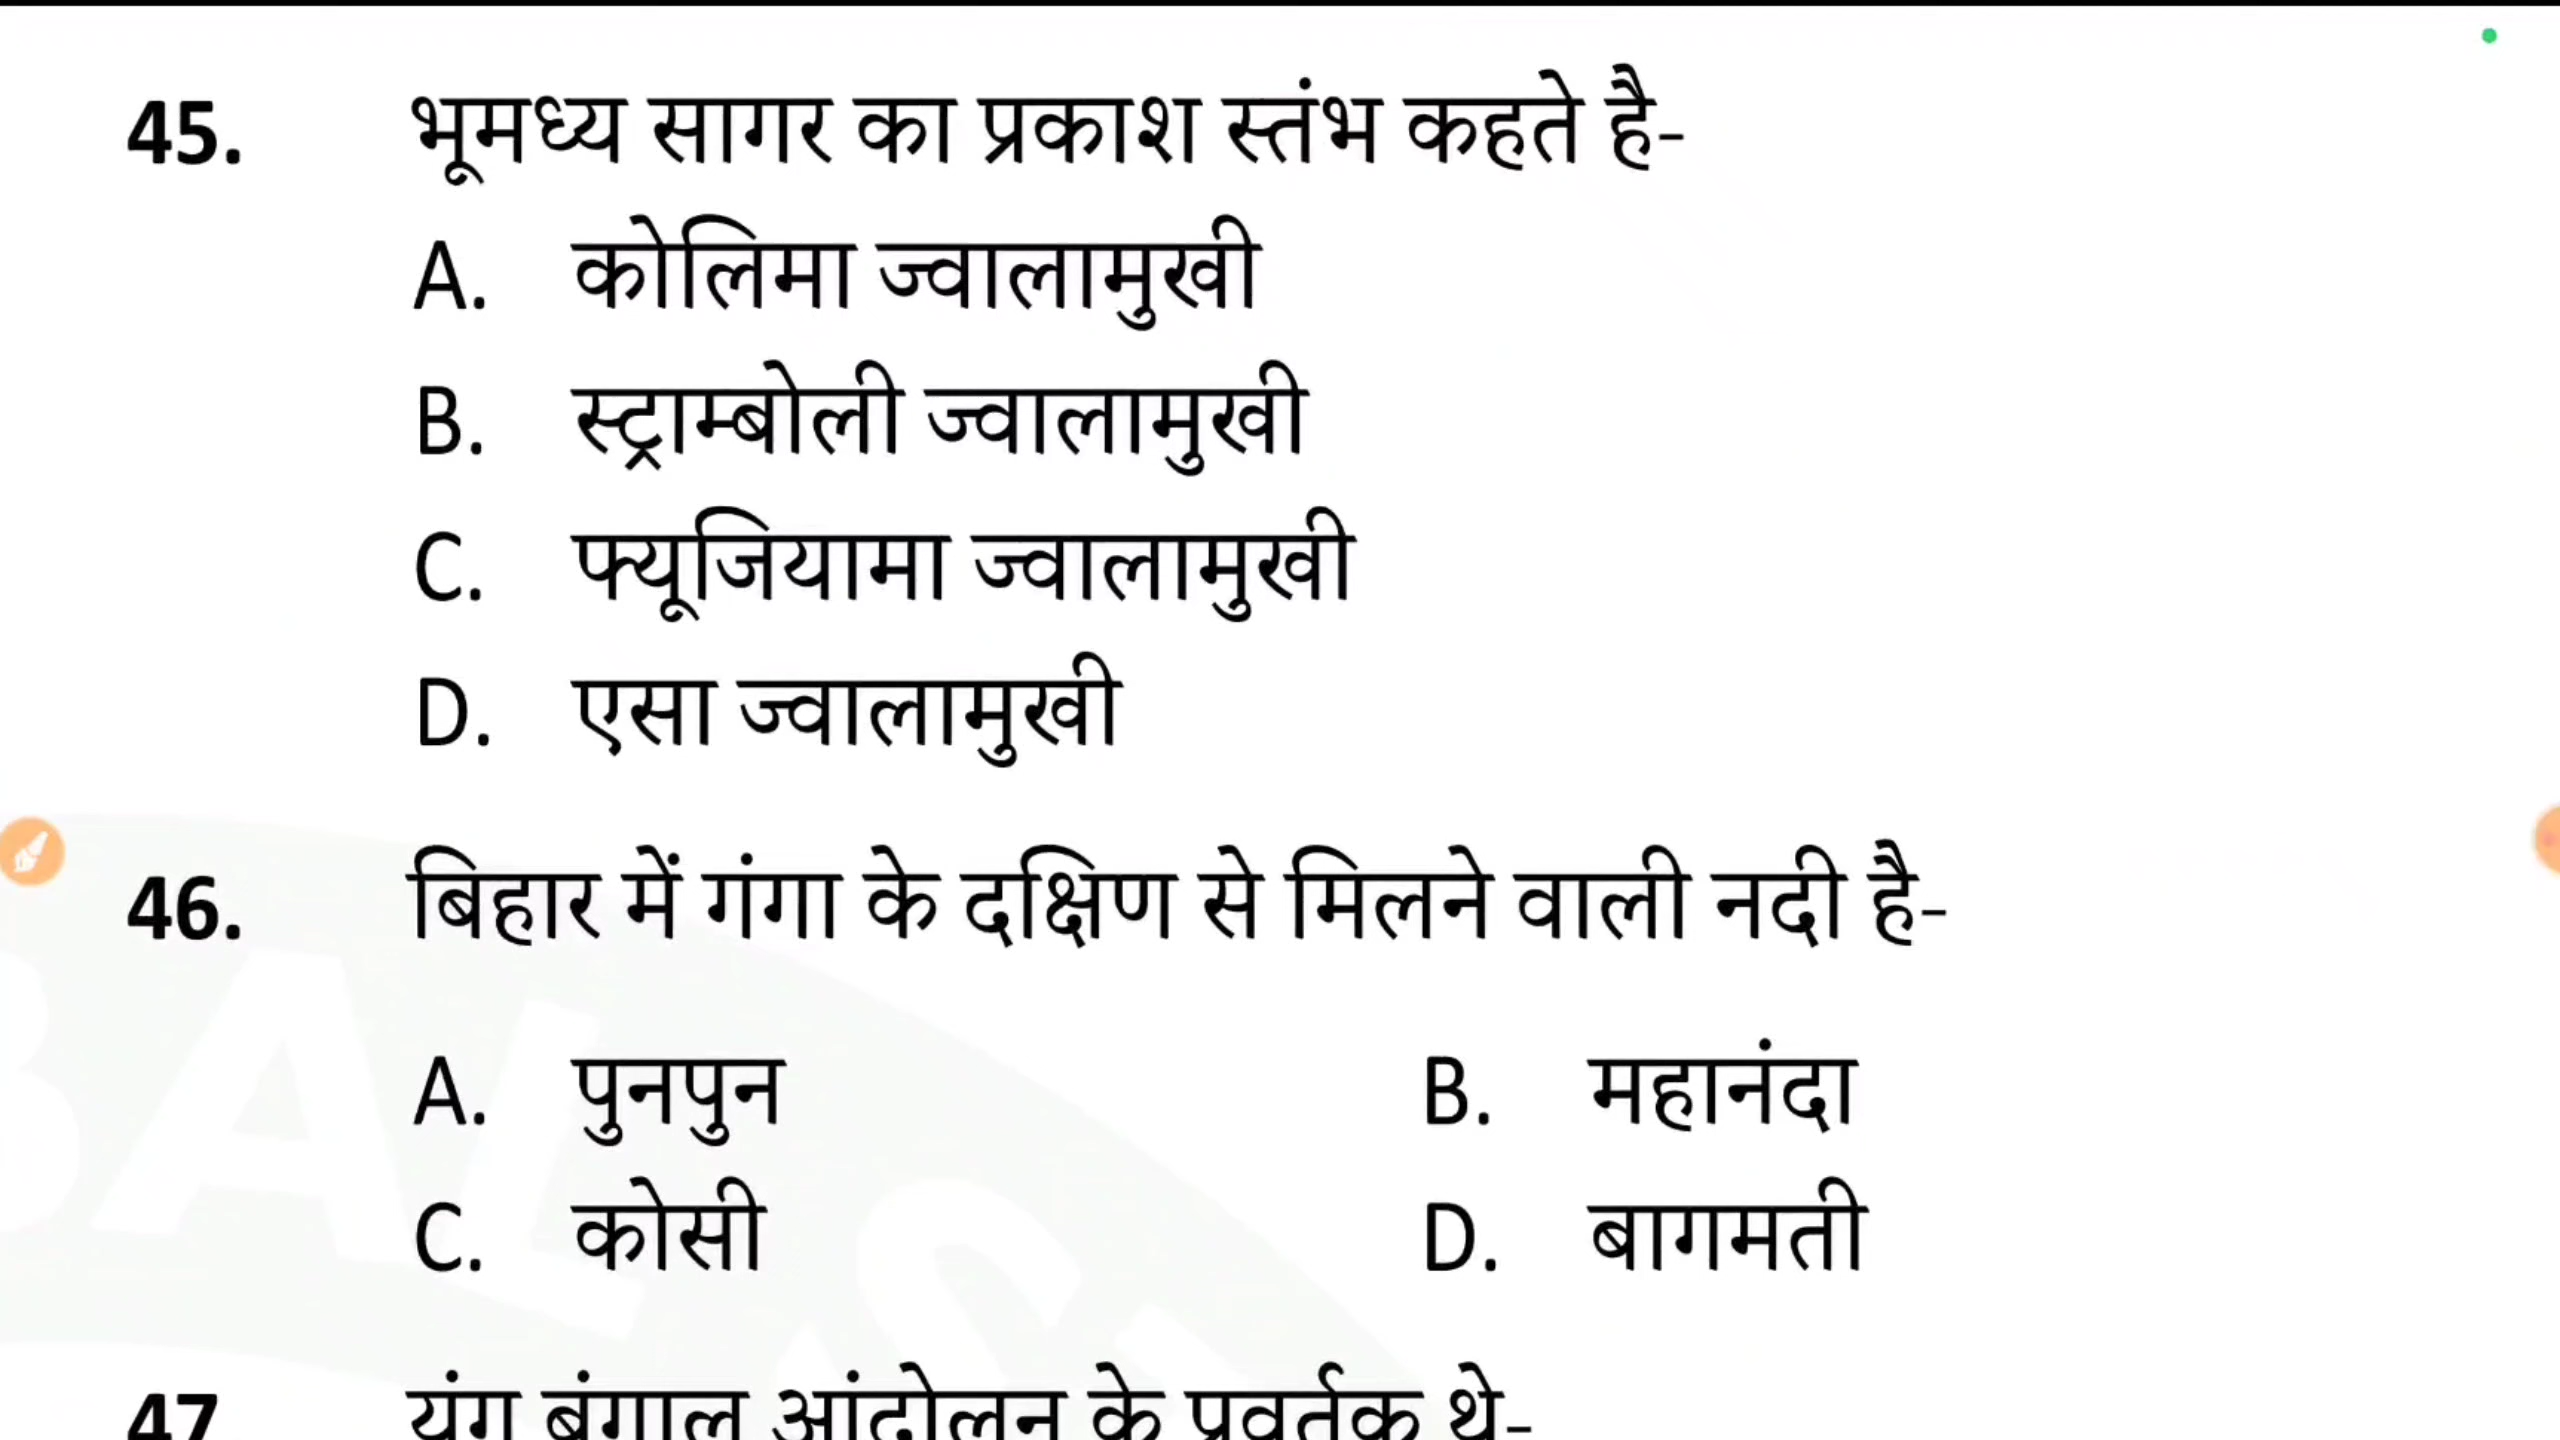 45. भूमध्य सागर का प्रकाश स्तंभ कहते है-
A. कोलिमा ज्वालामुखी
B. स्ट्राम्बोली ज्वालामुखी
C. फ्यूजियामा ज्वालामुखी
D. एसा ज्वालामुखी
46. बिहार में गंगा के दक्षिण से मिलने वाली नदी है-
A. पुनपुन B. महानंदा
C. कोसी D. बागमती
47 यंग बंगाल आंदोलन के प्रवर्तक थे-